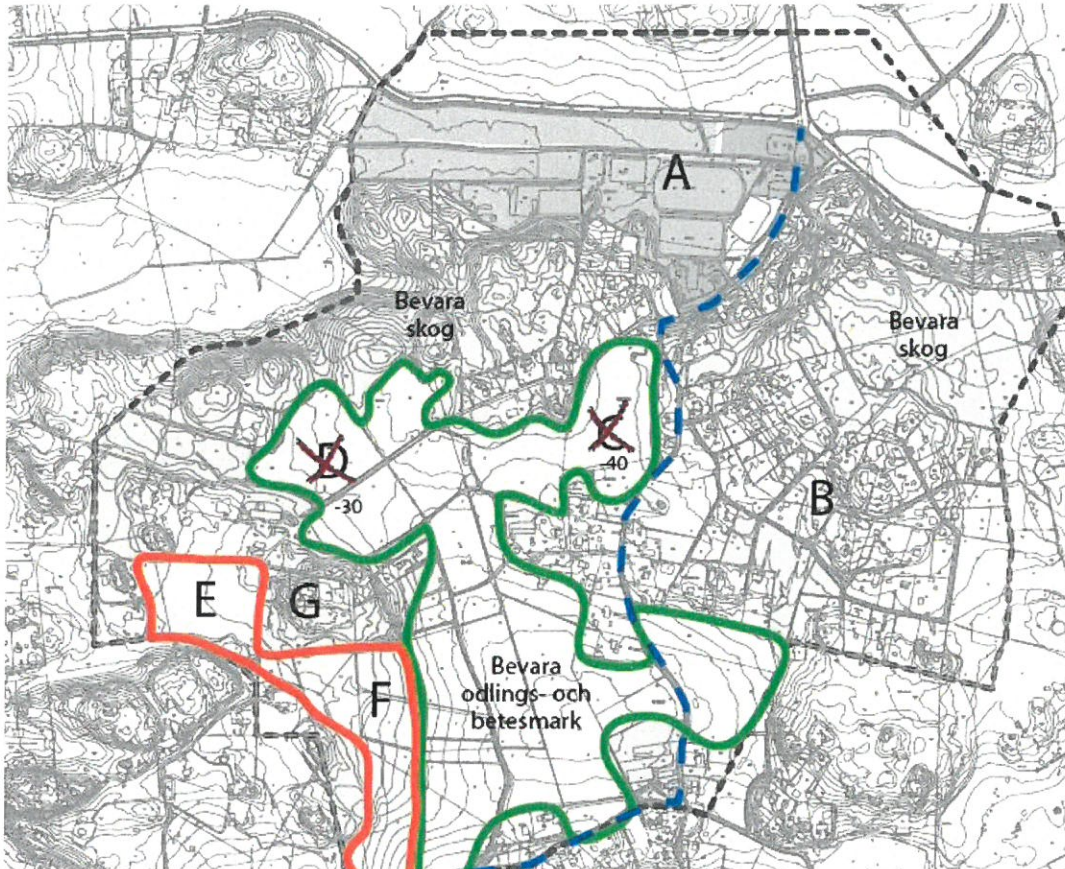 A
Bevara
skog
Bevara
skog
D
-30
C
-40
B
E
G
F
Bevara
odlings- och
betesmark